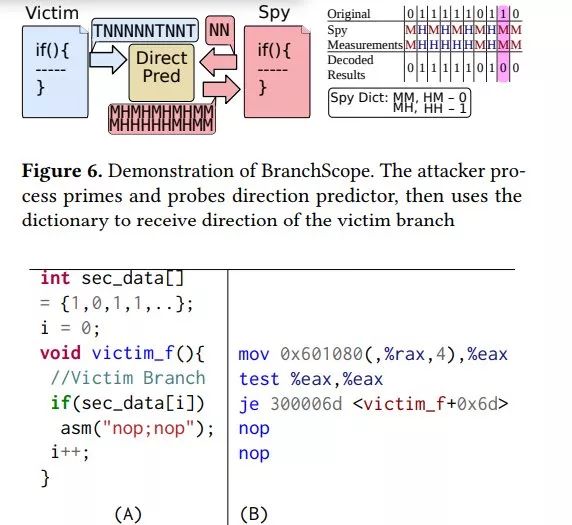 Victim
Spy
TNNNNNTNNT
NN
if(){
-----
}
Direct
Pred
if(){
-----
}
MHMHMHMHMM
MHHHHHMHMM
Original 0 1 1 1 1 1 0 1 1 0
Spy M H M H M H M H M M
Measurements M H H H H H M H M M
Decoded
Results 0 1 1 1 1 1 0 1 0 0
Spy Dict: MM, HM – 0
MH, HH – 1
Figure 6. Demonstration of BranchScope. The attacker pro-
cess primes and probes direction predictor, then uses the
dictionary to receive direction of the victim branch
int sec_data[]
= {1,0,1,1,..};
i = 0;
void victim_f(){
//Victim Branch
if(sec_data[i])
asm("nop;nop");
i++;
}
(A)
mov 0x601080(,%rax,4),%eax
test %eax,%eax
je 300006d <victim_f+0x6d>
nop
nop
(B)